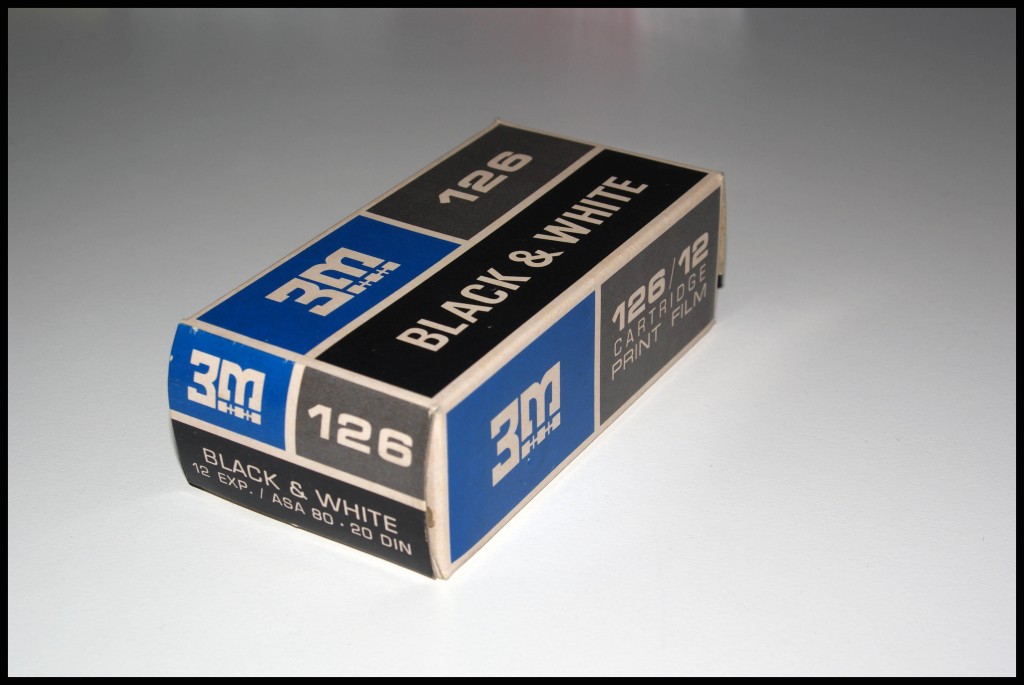 126
3M
BLACK & WHITE
3M
126
BLACK & WHITE
12 EXP. / ASA 80 · 20 DIN
3M
126/12
CARTRIDGE
PRINT FILM